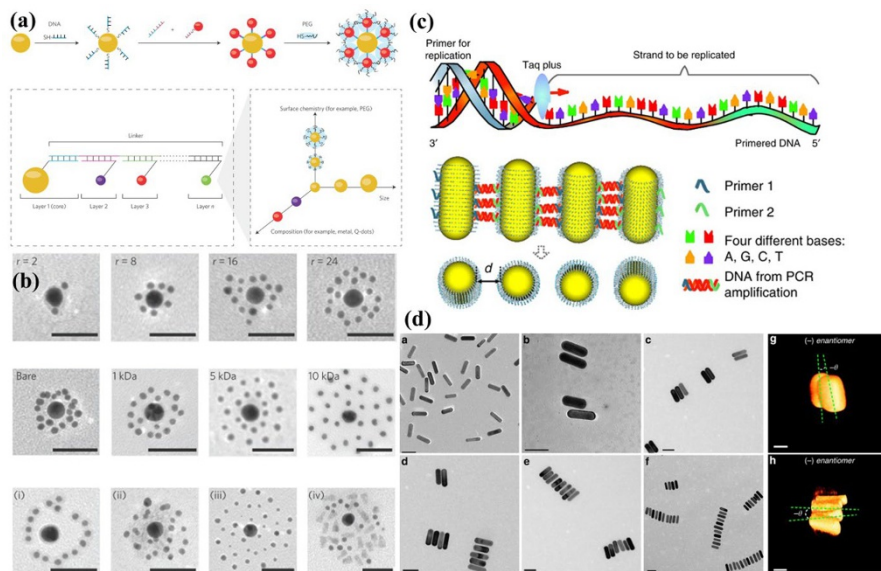 (a)
DNA
SH
+
PEG
HS
Linker
Layer 1 (core)
Layer 2
Layer 3
Layer n
Surface chemistry (for example, PEG)
Size
Composition (for example, metal, Q-dots)
(b)
r = 2
r = 8
r = 16
r = 24
Bare
1 kDa
5 kDa
10 kDa
(i)
(ii)
(iii)
(iv)
(c)
Primer for
replication
Taq plus
Strand to be replicated
3′
Primered DNA
5′
d
Primer 1
Primer 2
Four different bases:
A, G, C, T
DNA from PCR
amplification
(d)
a
b
c
g
(−) enantiomer
−θ
d
e
f
h
(−) enantiomer
−θ